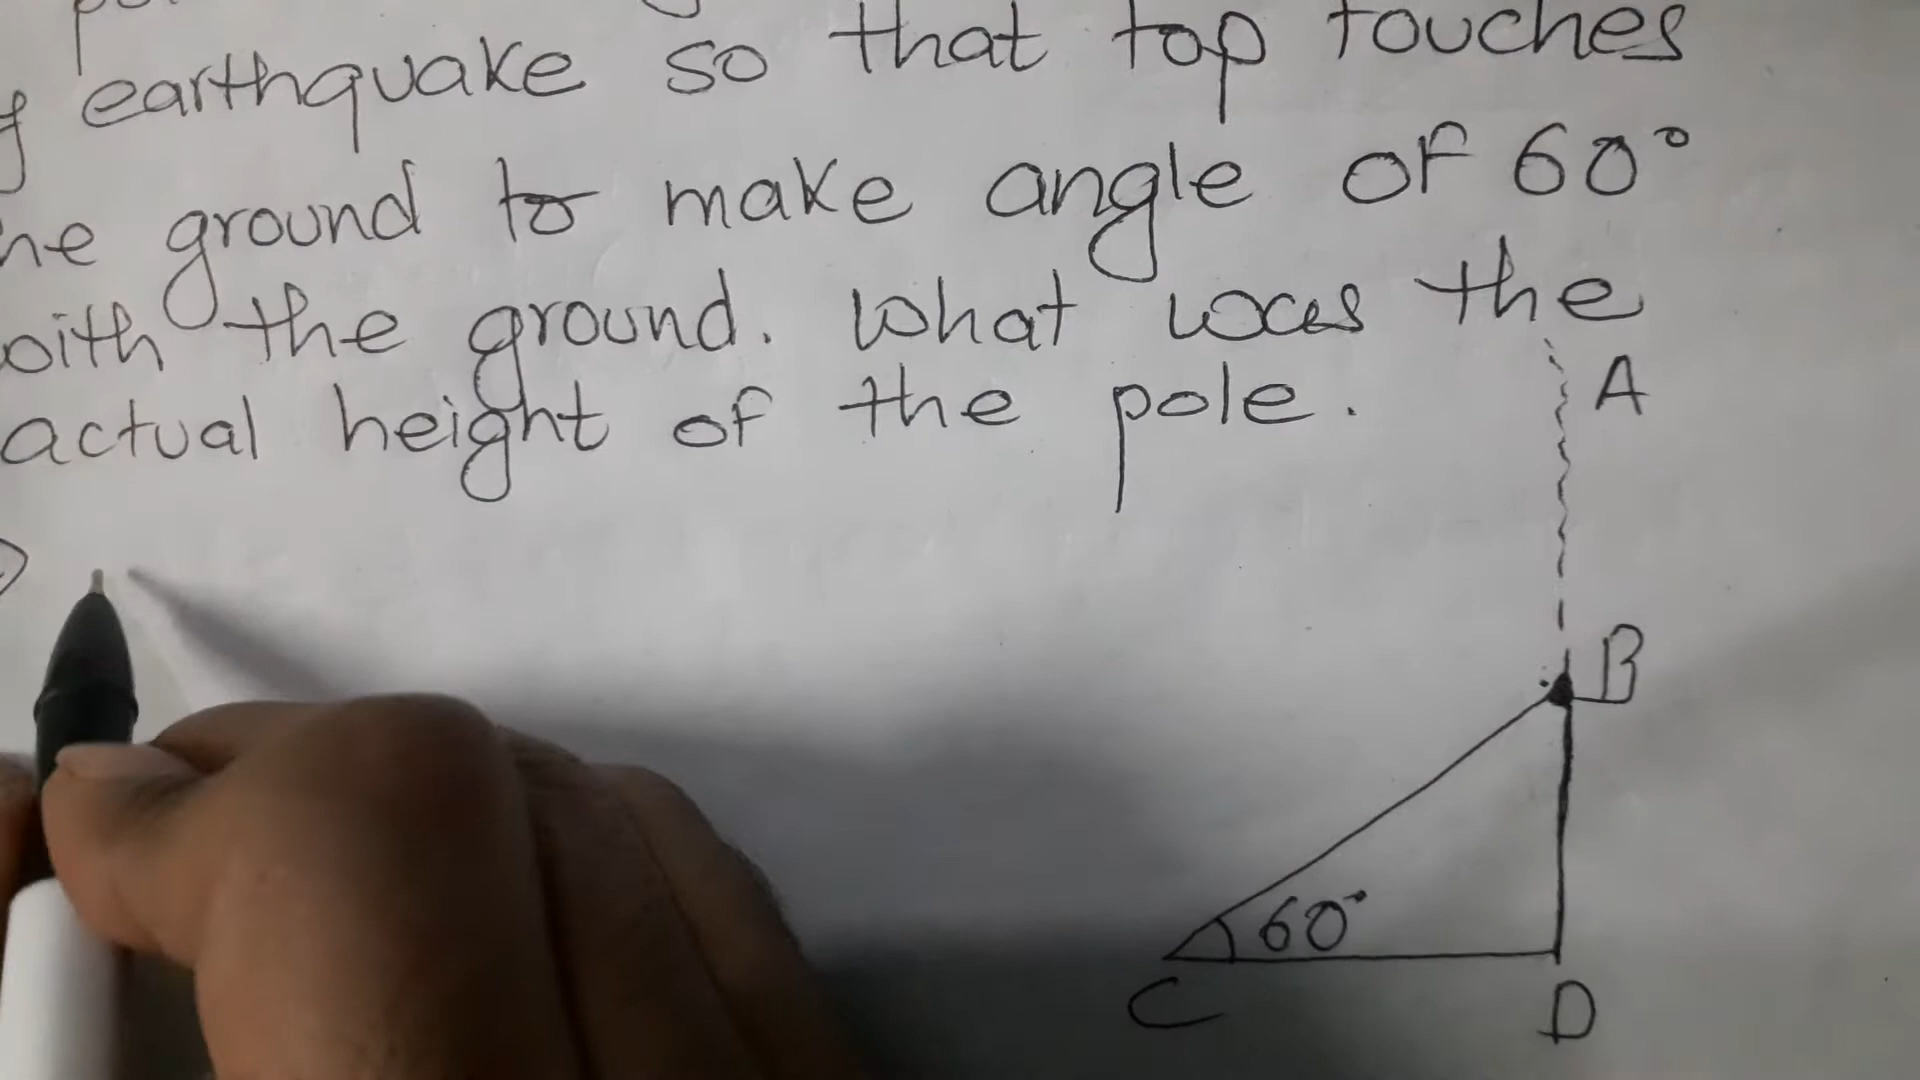 earthquake so that top touches
ground to make angle of 60°
the ground. What was the
actual height of the pole.
A
B
60°
C
D